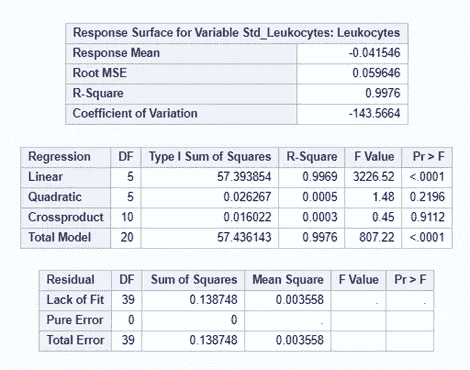 Response Surface for Variable Std_Leukocytes: Leukocytes
Response Mean -0.041546
Root MSE 0.059646
R-Square 0.9976
Coefficient of Variation -143.5664
Regression DF Type I Sum of Squares R-Square F Value Pr > F
Linear 5 57.393854 0.9969 3226.52 <.0001
Quadratic 5 0.026267 0.0005 1.48 0.2196
Crossproduct 10 0.016022 0.0003 0.45 0.9112
Total Model 20 57.436143 0.9976 807.22 <.0001
Residual DF Sum of Squares Mean Square F Value Pr > F
Lack of Fit 39 0.138748 0.003558 . .
Pure Error 0 0 .
Total Error 39 0.138748 0.003558